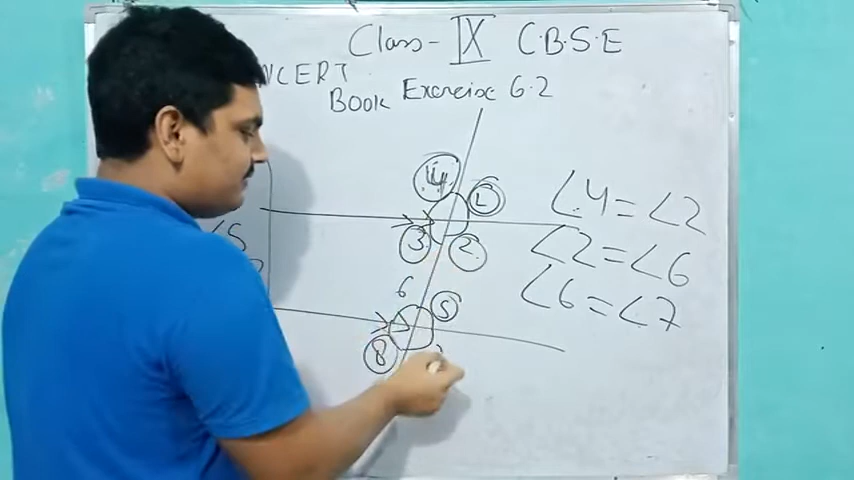 Class - IX C.B.S.E
NCERT
Book Exercise 6.2
4 1
∠4 = ∠2
3 2
∠2 = ∠6
∠5
6 5
∠6 = ∠7
8